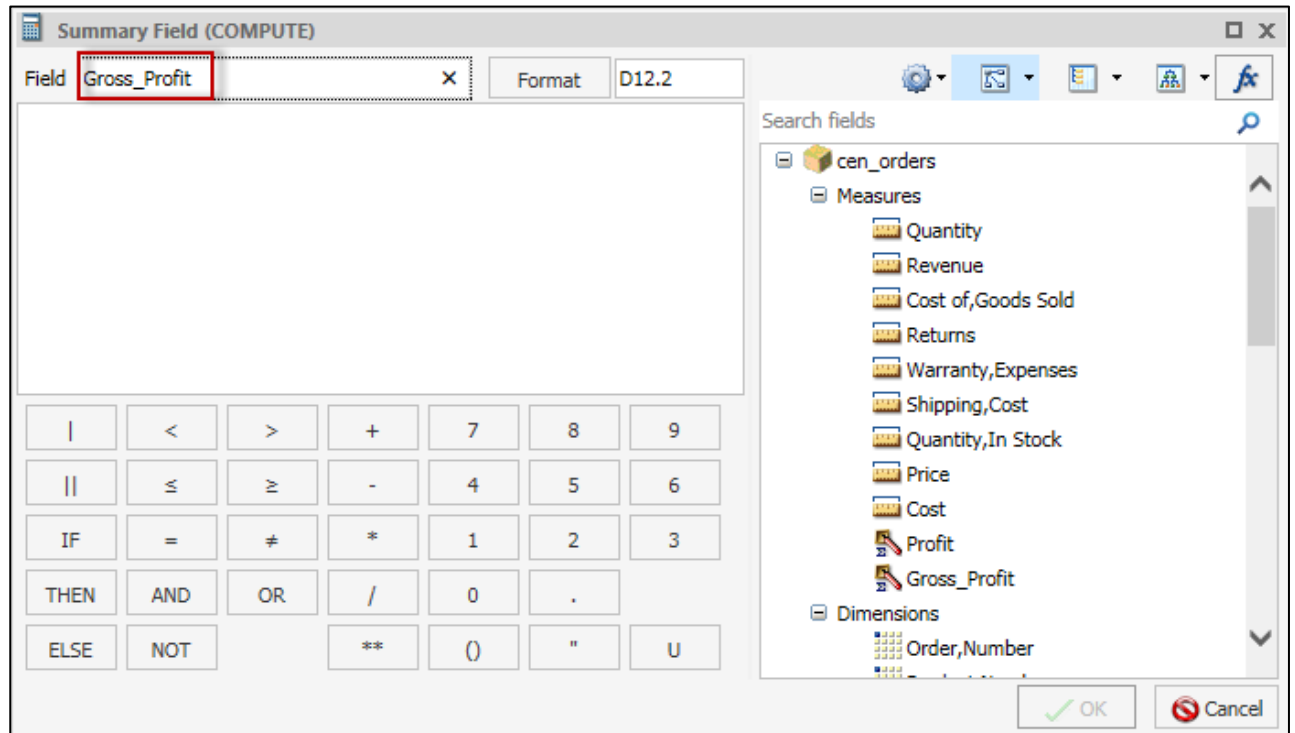 Summary Field (COMPUTE)
Field Gross_Profit × Format D12.2
fx
Search fields
cen_orders
Measures
Quantity
Revenue
Cost of,Goods Sold
Returns
Warranty,Expenses
Shipping,Cost
Quantity,In Stock
Price
Cost
Profit
Gross_Profit
Dimensions
Order,Number
| < > + 7 8 9
|| ≤ ≥ - 4 5 6
IF = ≠ * 1 2 3
THEN AND OR / 0 .
ELSE NOT ** () " U
OK Cancel